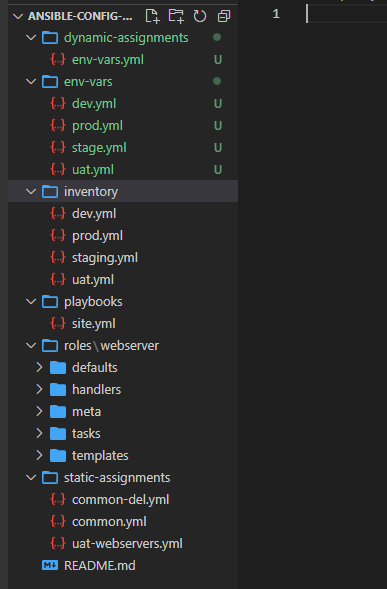 ANSIBLE-CONFIG-...
1
dynamic-assignments
env-vars.yml U
env-vars
dev.yml U
prod.yml U
stage.yml U
uat.yml U
inventory
dev.yml
prod.yml
staging.yml
uat.yml
playbooks
site.yml
roles\webserver
defaults
handlers
meta
tasks
templates
static-assignments
common-del.yml
common.yml
uat-webservers.yml
README.md